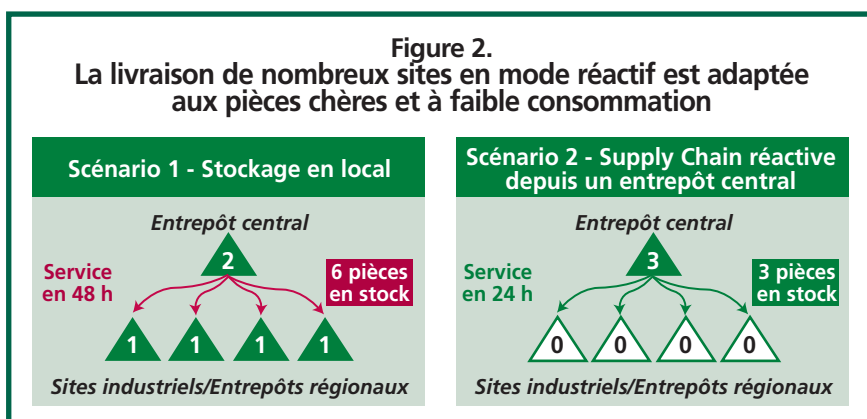 Figure 2.
La livraison de nombreux sites en mode réactif est adaptée
aux pièces chères et à faible consommation
Scénario 1 - Stockage en local
Entrepôt central
2
Service
en 48 h
6 pièces
en stock
1 1 1 1
Sites industriels/Entrepôts régionaux
Scénario 2 - Supply Chain réactive
depuis un entrepôt central
Entrepôt central
3
Service
en 24 h
3 pièces
en stock
0 0 0 0
Sites industriels/Entrepôts régionaux